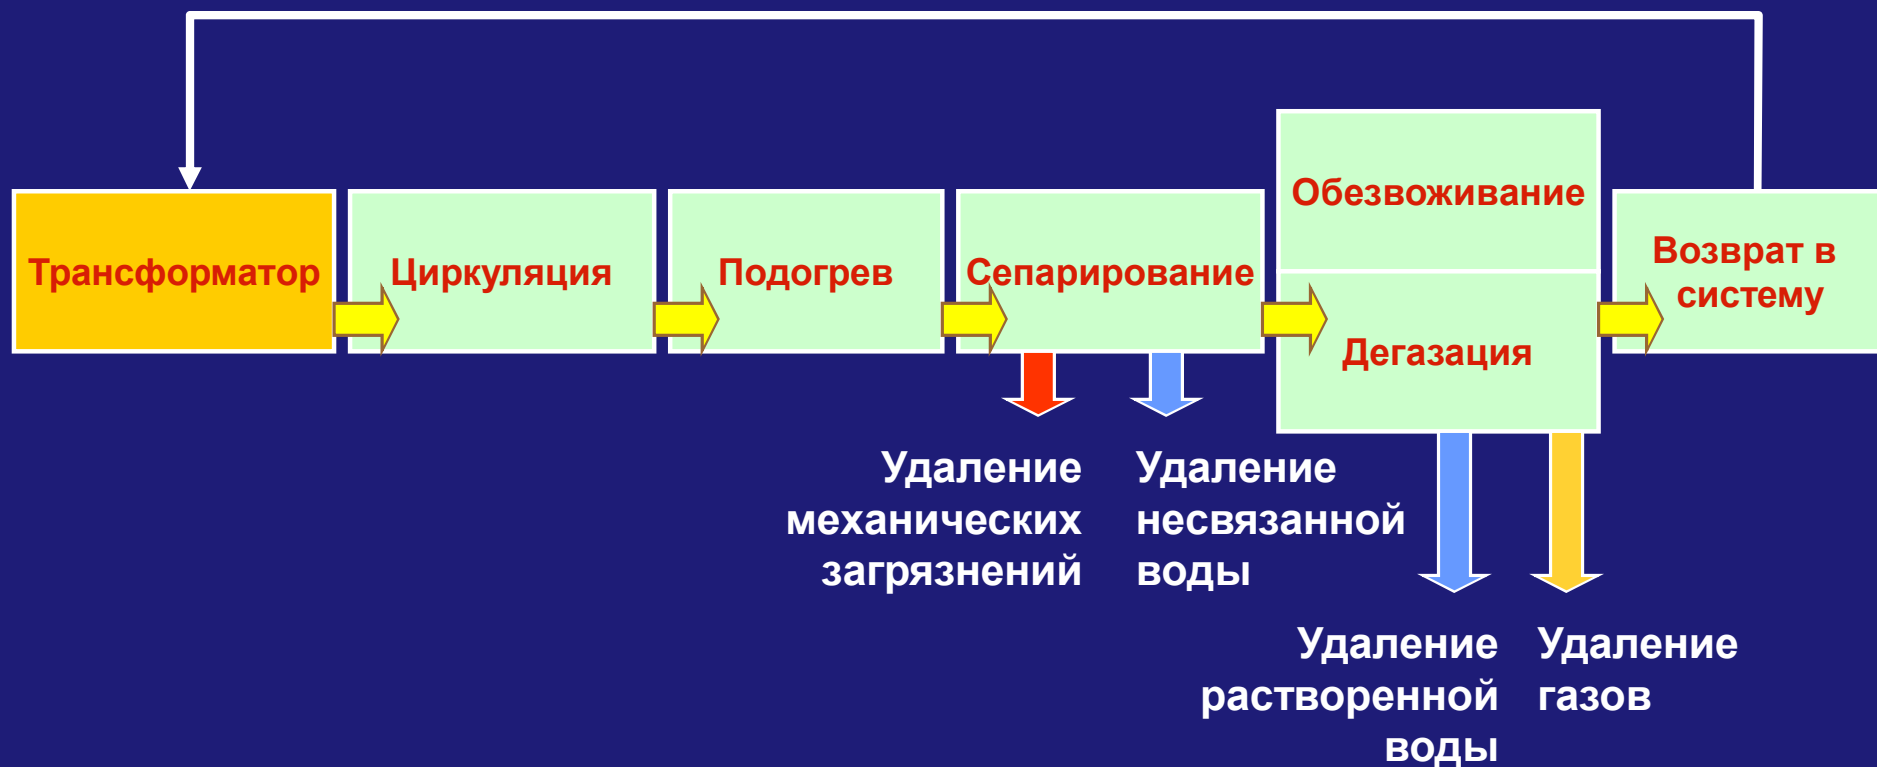 Трансформатор
Циркуляция
Подогрев
Сепарирование
Обезвоживание
Дегазация
Возврат в
систему
Удаление
механических
загрязнений
Удаление
несвязанной
воды
Удаление
растворенной
воды
Удаление
газов